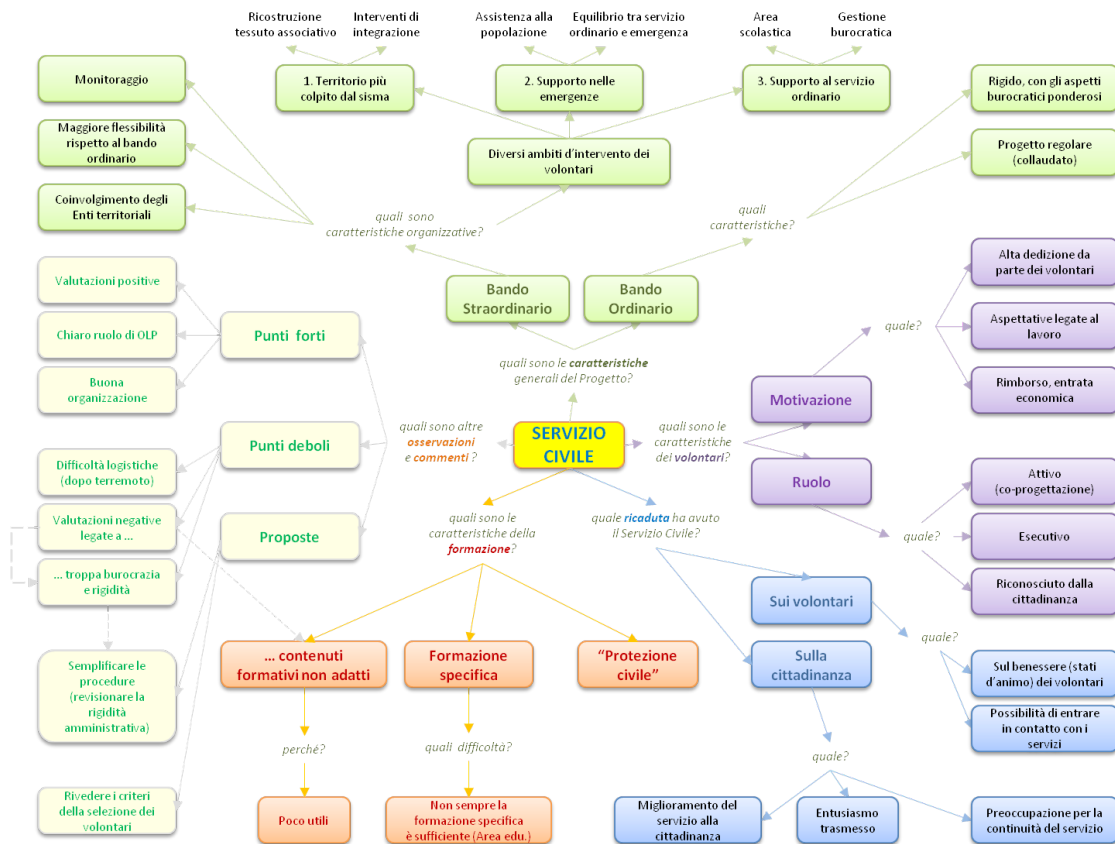 Ricostruzione
tessuto associativo
Interventi di
integrazione
Assistenza alla
popolazione
Equilibrio tra servizio
ordinario e emergenza
Area
scolastica
Gestione
burocratica
1. Territorio più
colpito dal sisma
2. Supporto nelle
emergenze
3. Supporto al servizio
ordinario
Monitoraggio
Maggiore flessibilità
rispetto al bando
ordinario
Coinvolgimento degli
Enti territoriali
Diversi ambiti d'intervento dei
volontari
Rigido, con gli aspetti
burocratici ponderosi
Progetto regolare
(collaudato)
quali sono
caratteristiche organizzative?
quali
caratteristiche?
Bando
Straordinario
Bando
Ordinario
quali sono le caratteristiche
generali del Progetto?
Valutazioni positive
Chiaro ruolo di OLP
Buona
organizzazione
Punti forti
Punti deboli
Proposte
quali sono altre
osservazioni
e commenti ?
SERVIZIO
CIVILE
quali sono le
caratteristiche
dei volontari?
Motivazione
quale?
Alta dedizione da
parte dei volontari
Aspettative legate al
lavoro
Rimborso, entrata
economica
Ruolo
quale?
Attivo
(co-progettazione)
Esecutivo
Riconosciuto dalla
cittadinanza
Difficoltà logistiche
(dopo terremoto)
Valutazioni negative
legate a ...
... troppa burocrazia
e rigidità
Semplificare le
procedure
(revisionare la
rigidità
amministrativa)
Rivedere i criteri
della selezione dei
volontari
quali sono le
caratteristiche della
formazione?
... contenuti
formativi non adatti
Formazione
specifica
"Protezione
civile"
perché?
quali difficoltà?
Poco utili
Non sempre la
formazione specifica
è sufficiente (Area edu.)
quale ricaduta ha avuto
il Servizio Civile?
Sui volontari
Sulla
cittadinanza
quale?
Sul benessere (stati
d'animo) dei volontari
Possibilità di entrare
in contatto con i
servizi
quale?
Miglioramento del
servizio alla
cittadinanza
Entusiasmo
trasmesso
Preoccupazione per la
continuità del servizio